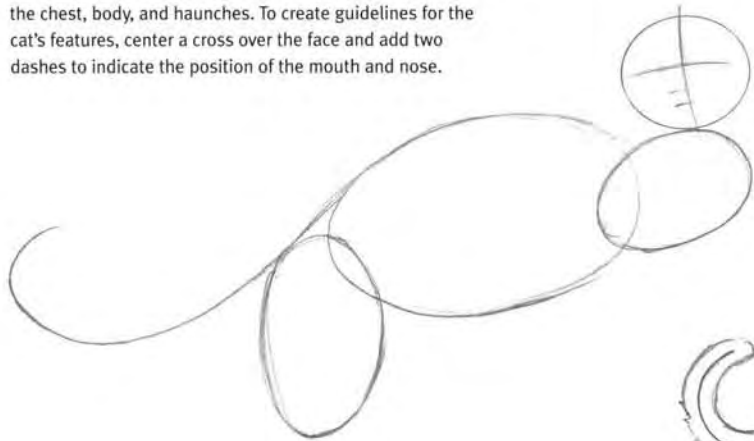 the chest, body, and haunches. To create guidelines for the
cat's features, center a cross over the face and add two
dashes to indicate the position of the mouth and nose.